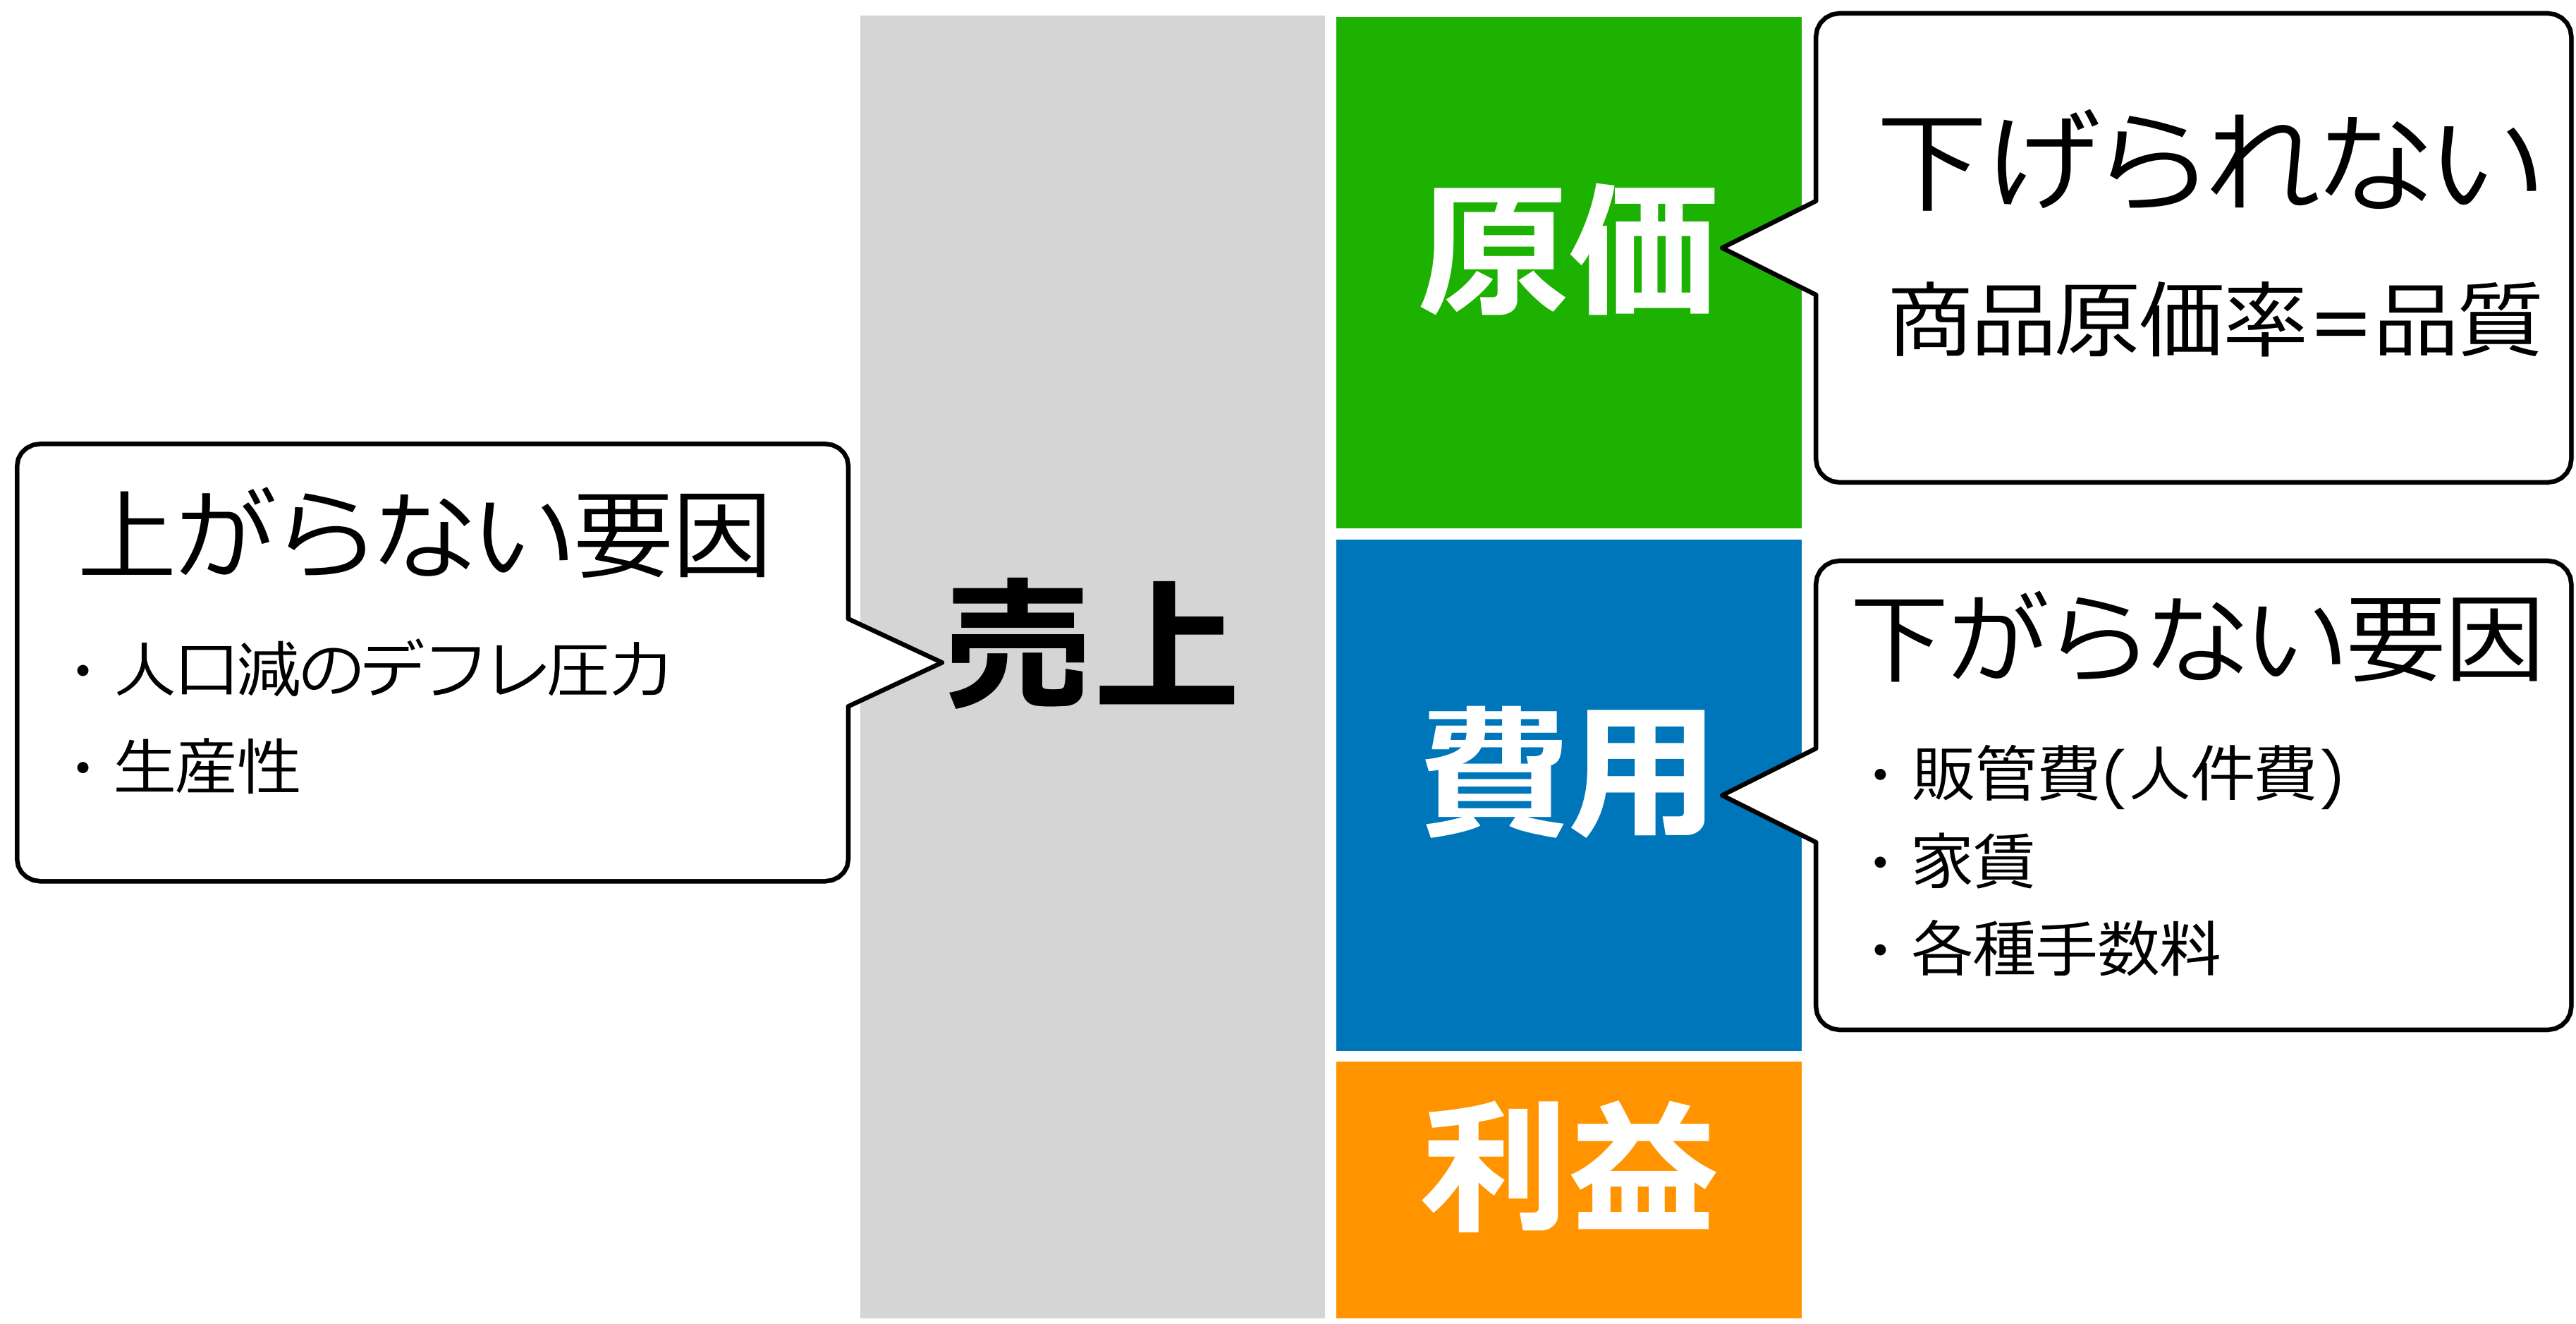 上がらない要因
・人口減のデフレ圧力
・生産性
売上
原価
費用
利益
下げられない
商品原価率=品質
下がらない要因
・販管費(人件費)
・家賃
・各種手数料